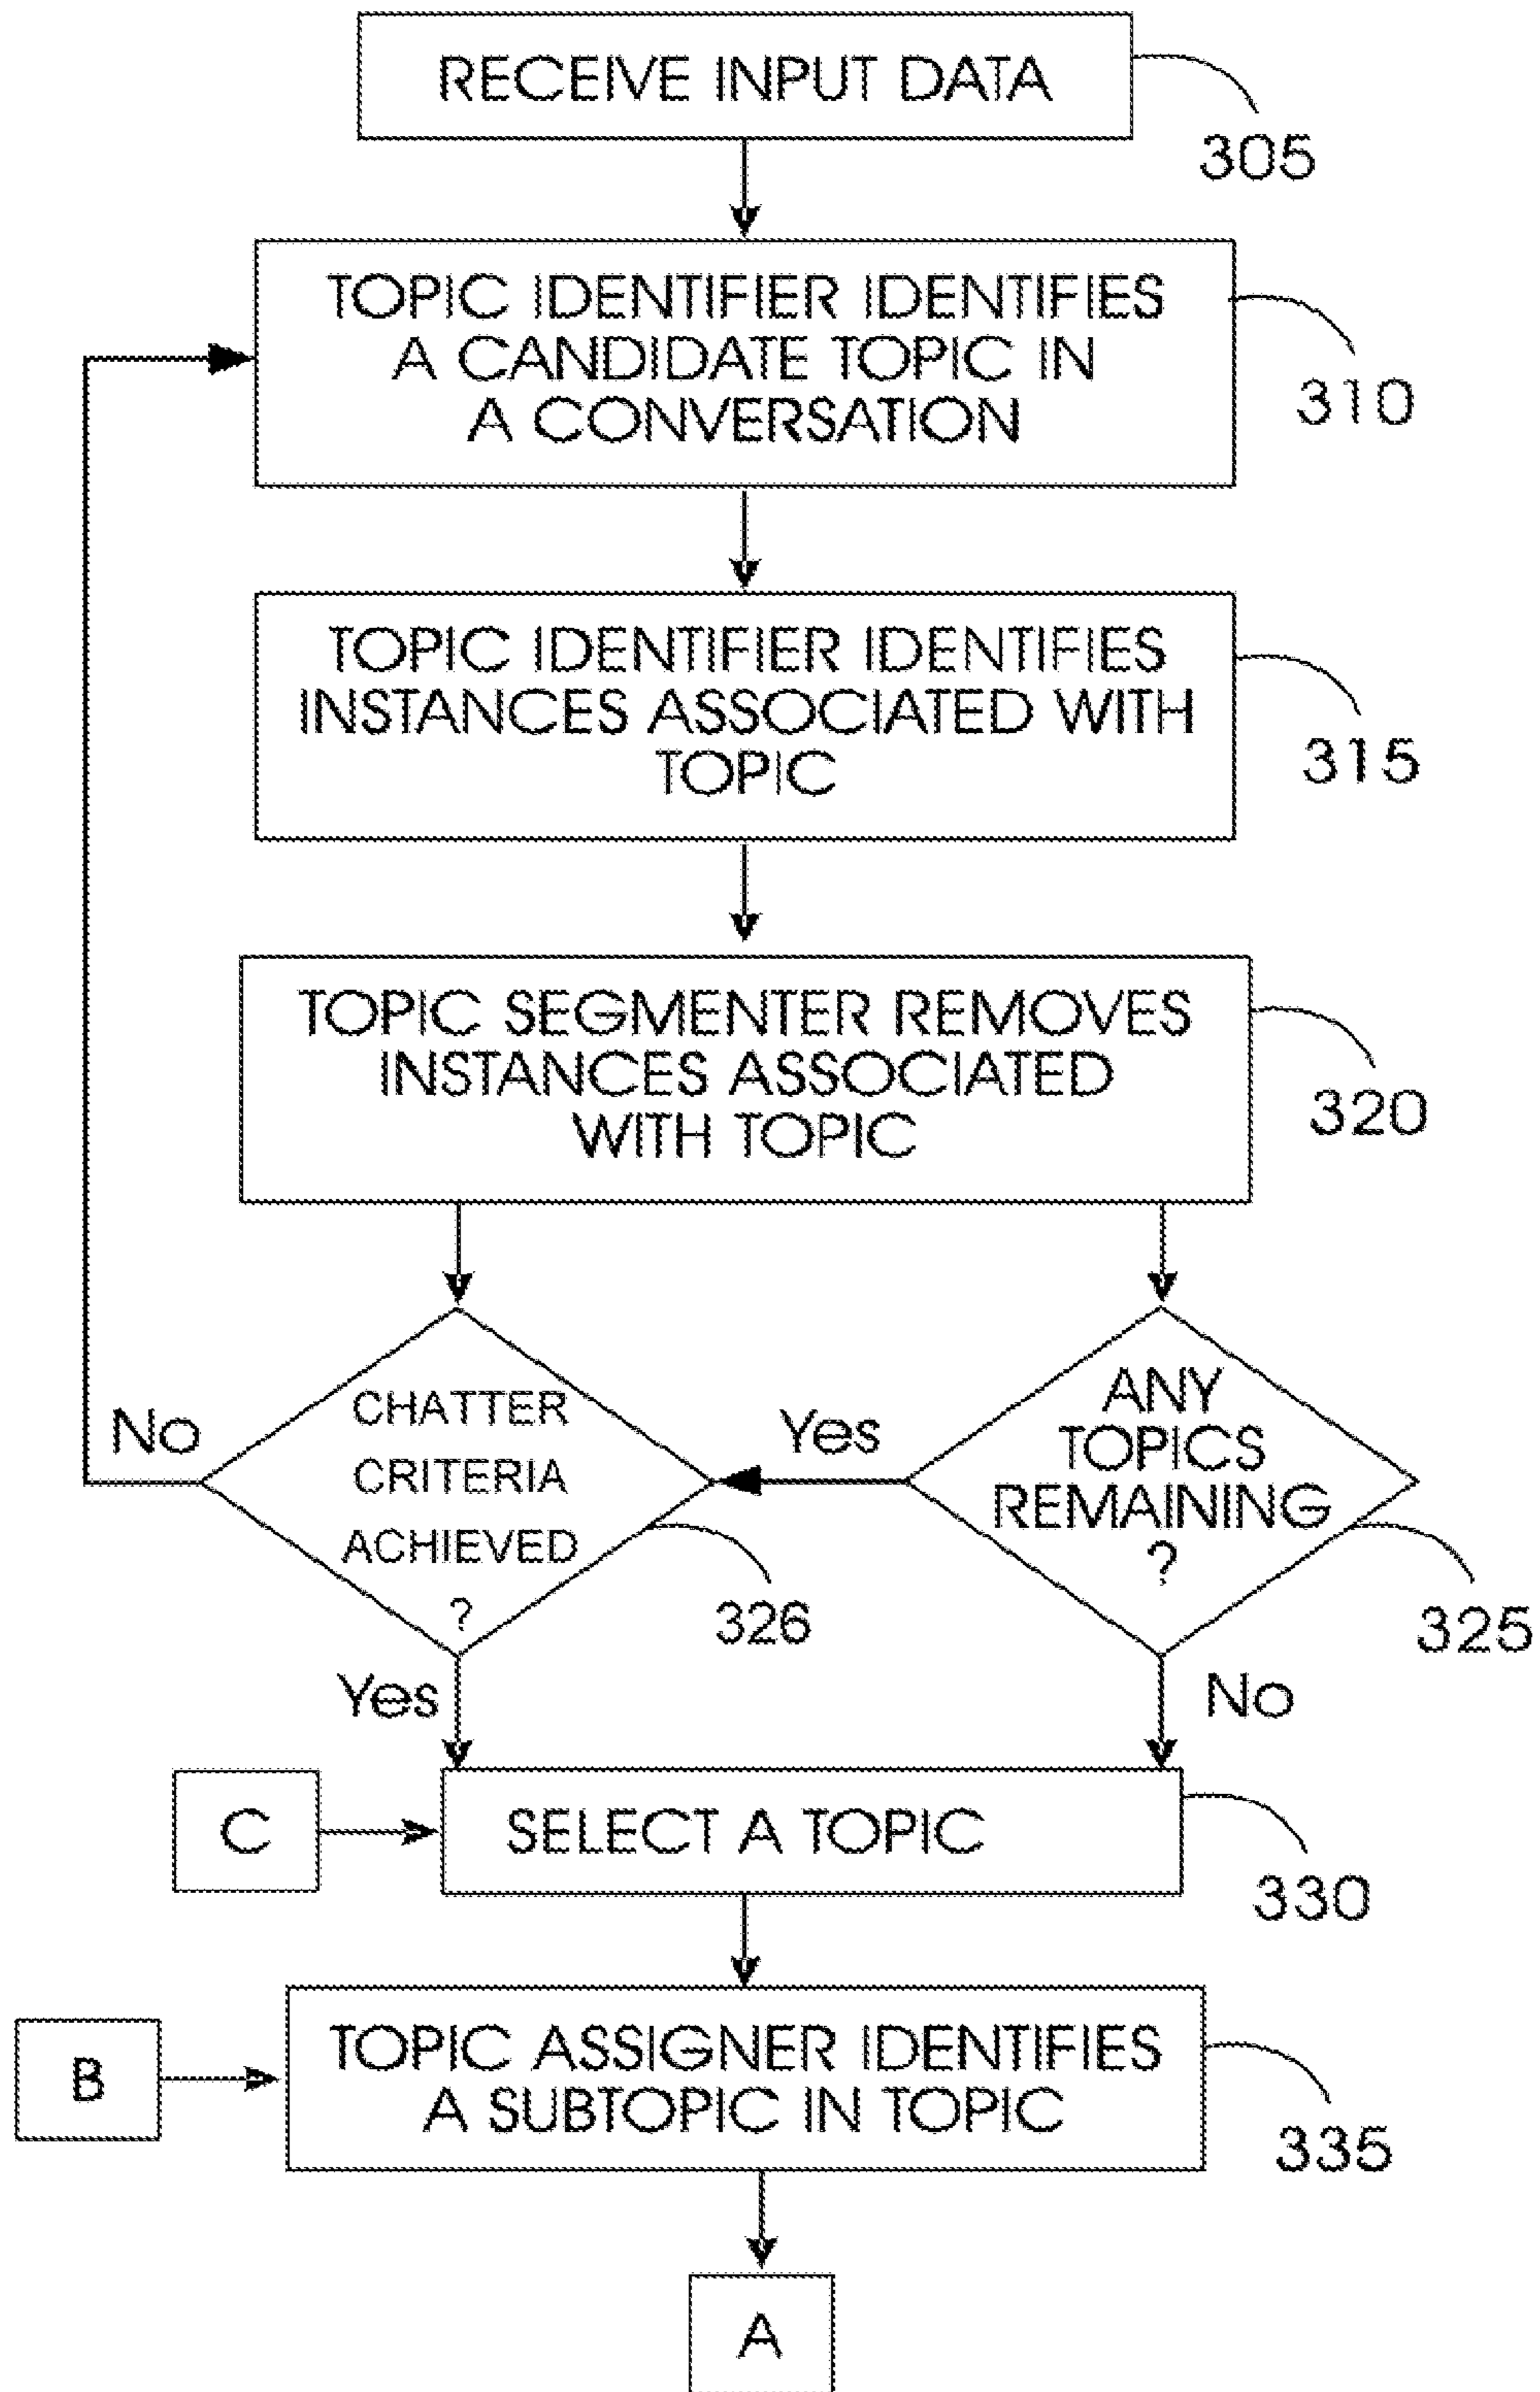 RECEIVE INPUT DATA
305
TOPIC IDENTIFIER IDENTIFIES
A CANDIDATE TOPIC IN
A CONVERSATION
310
TOPIC IDENTIFIER IDENTIFIES
INSTANCES ASSOCIATED WITH
TOPIC
315
TOPIC SEGMENTER REMOVES
INSTANCES ASSOCIATED
WITH TOPIC
320
No
CHATTER
CRITERIA
ACHIEVED
?
326
Yes
ANY
TOPICS
REMAINING
?
325
Yes
No
C
SELECT A TOPIC
330
B
TOPIC ASSIGNER IDENTIFIES
A SUBTOPIC IN TOPIC
335
A